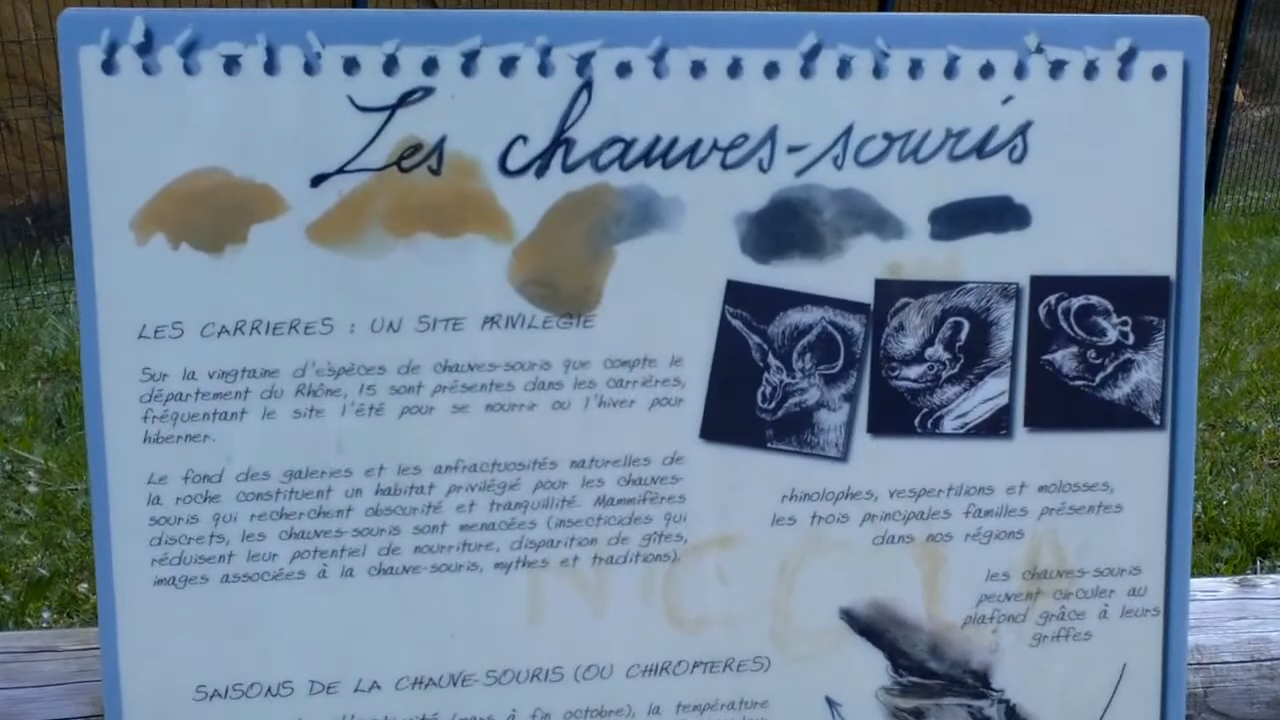 Les chauves-souris
LES CARRIERES : UN SITE PRIVILEGIE
Sur la vingtaine d'espèces de chauves-souris que compte le
département du Rhône, 15 sont présentes dans les carrières,
fréquentant le site l'été pour se nourrir ou l'hiver pour
hiberner.
Le fond des galeries et les anfractuosités naturelles de
la roche constituent un habitat privilégié pour les chauves-
souris qui recherchent obscurité et tranquillité. Mammifères
discrets, les chauves-souris sont menacées (insecticides qui
réduisent leur potentiel de nourriture, disparition de gîtes,
images associées à la chauve-souris, mythes et traditions).
rhinolophes, vespertilions et molosses,
les trois principales familles présentes
dans nos régions
les chauves-souris
peuvent circuler au
plafond grâce à leurs
griffes
SAISONS DE LA CHAUVE-SOURIS (OU CHIROPTERES)
(mars à fin octobre), la température